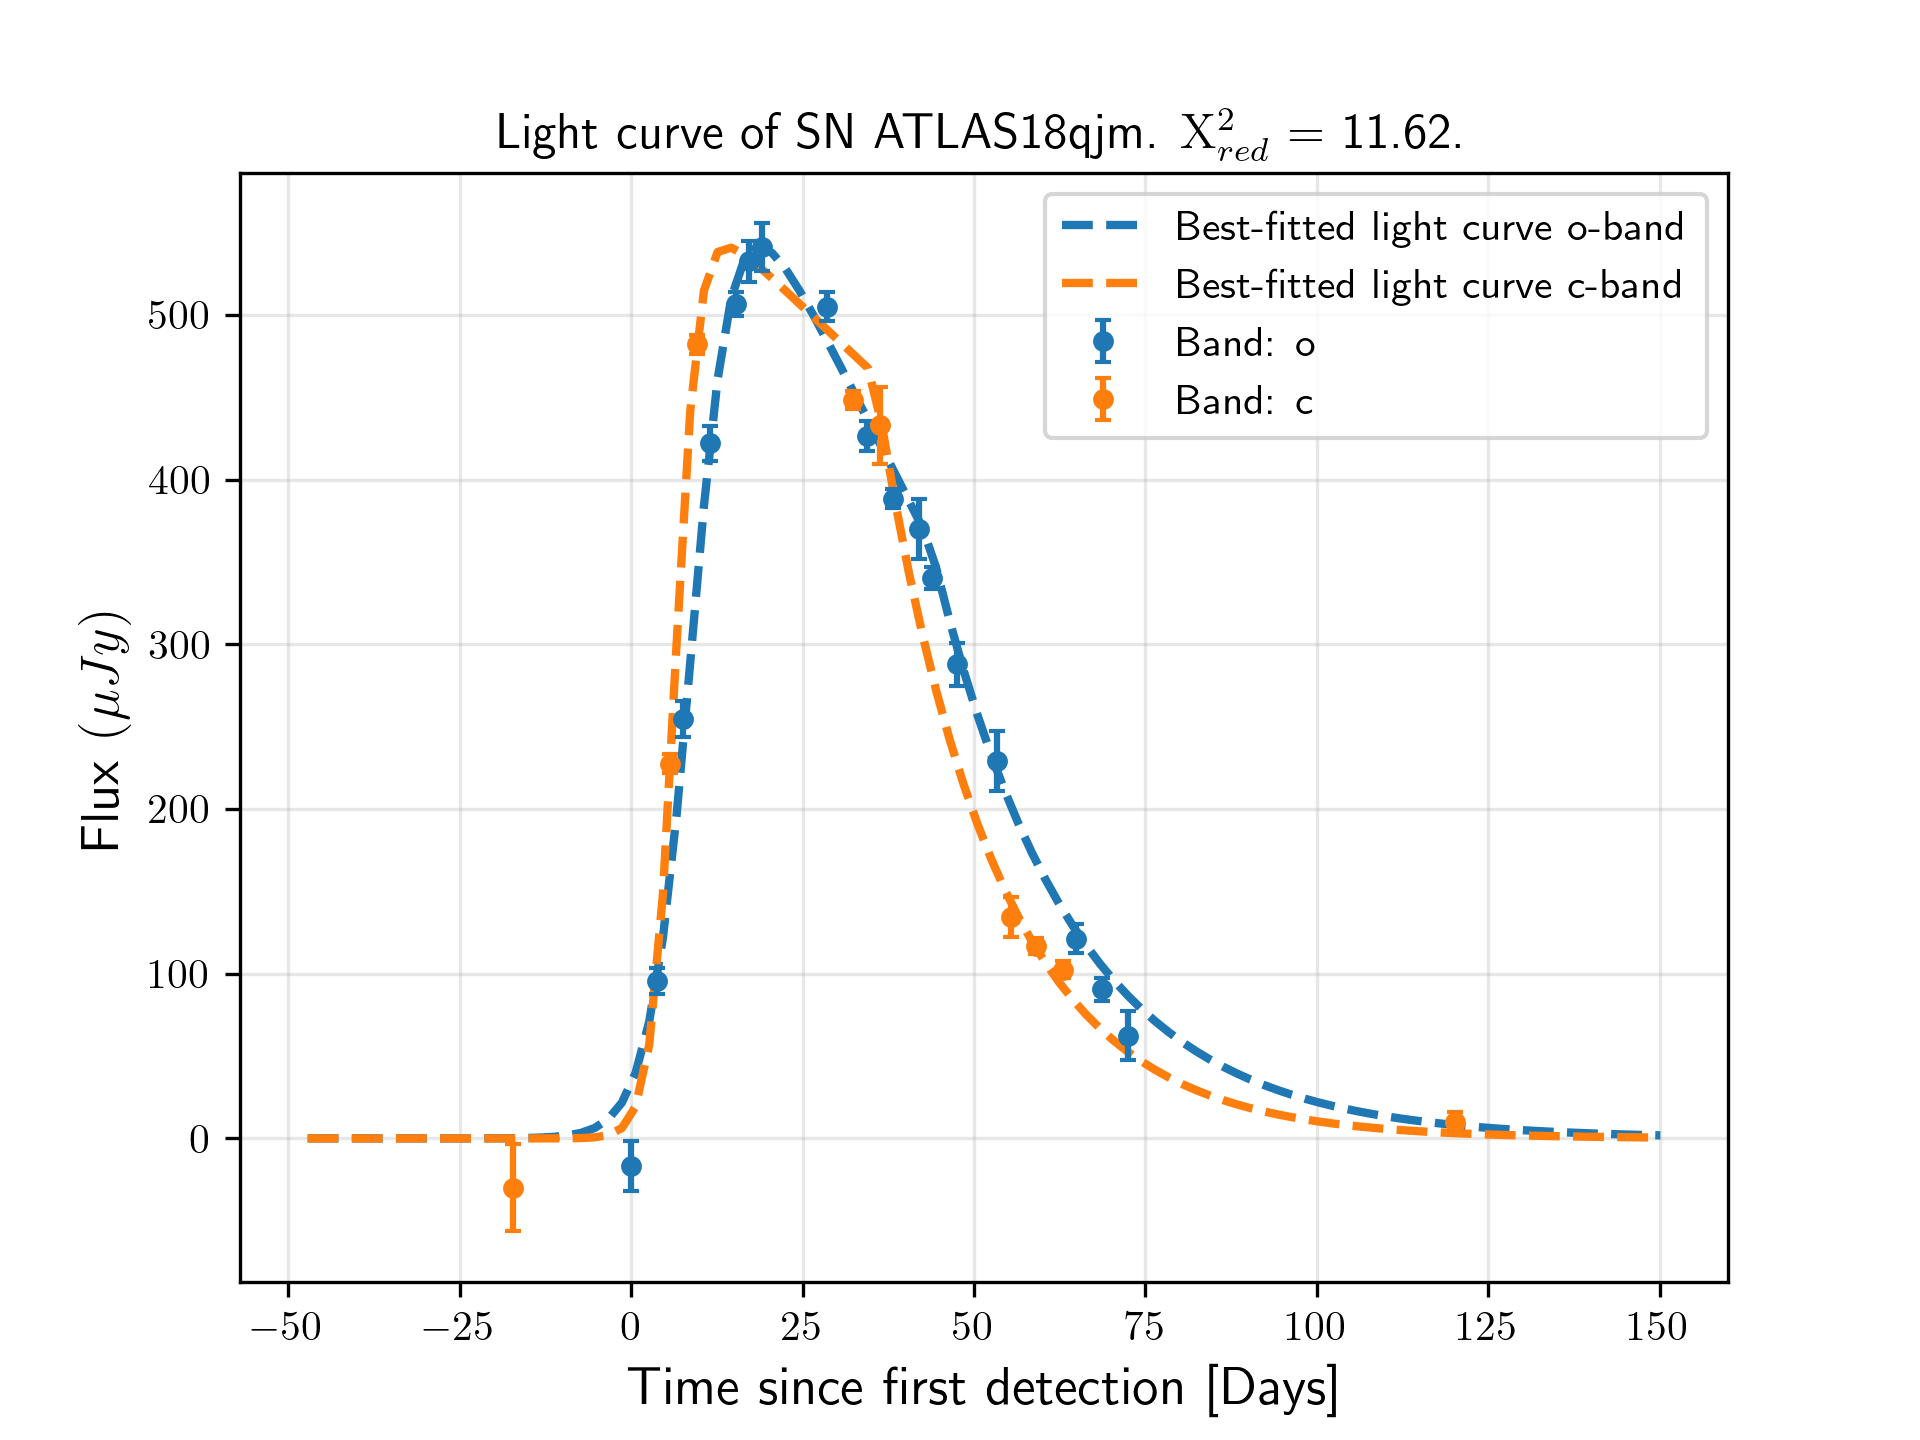 Light curve of SN ATLAS18qjm. X²_red = 11.62.
Best-fitted light curve o-band
Best-fitted light curve c-band
Band: o
Band: c
Flux (μJy)
500
400
300
200
100
0
−50 −25 0 25 50 75 100 125 150
Time since first detection [Days]